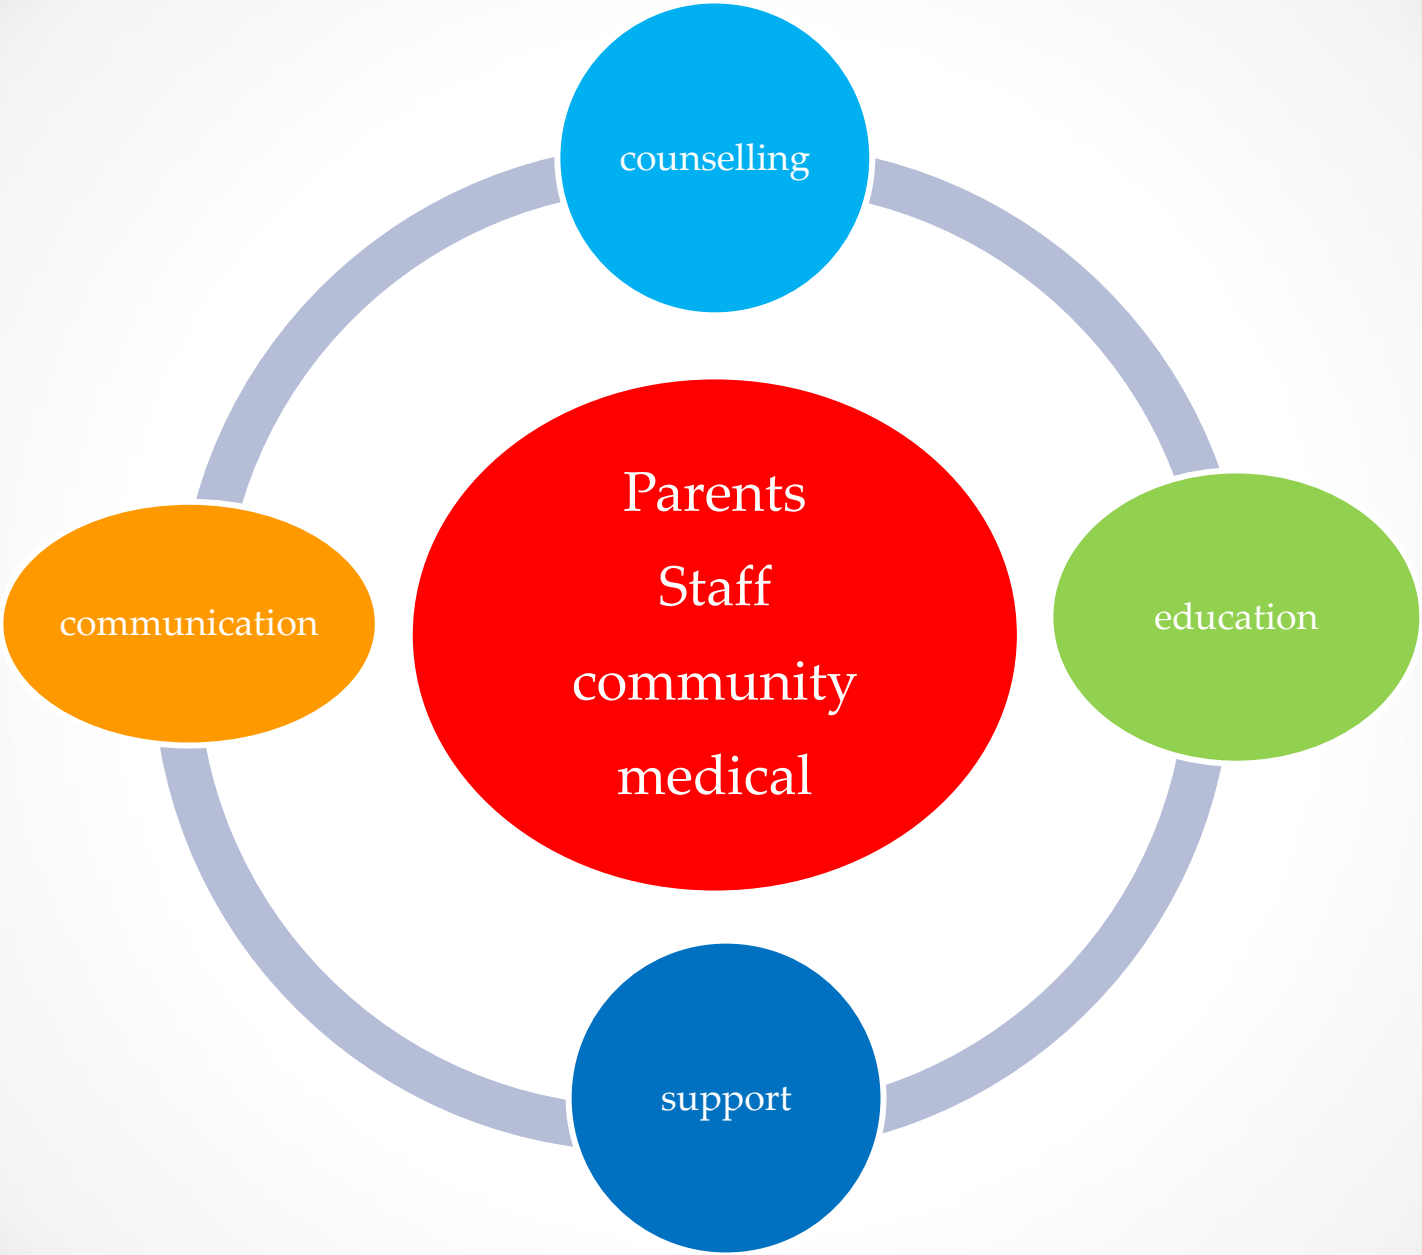 counselling
Parents
Staff
community
medical
education
communication
support